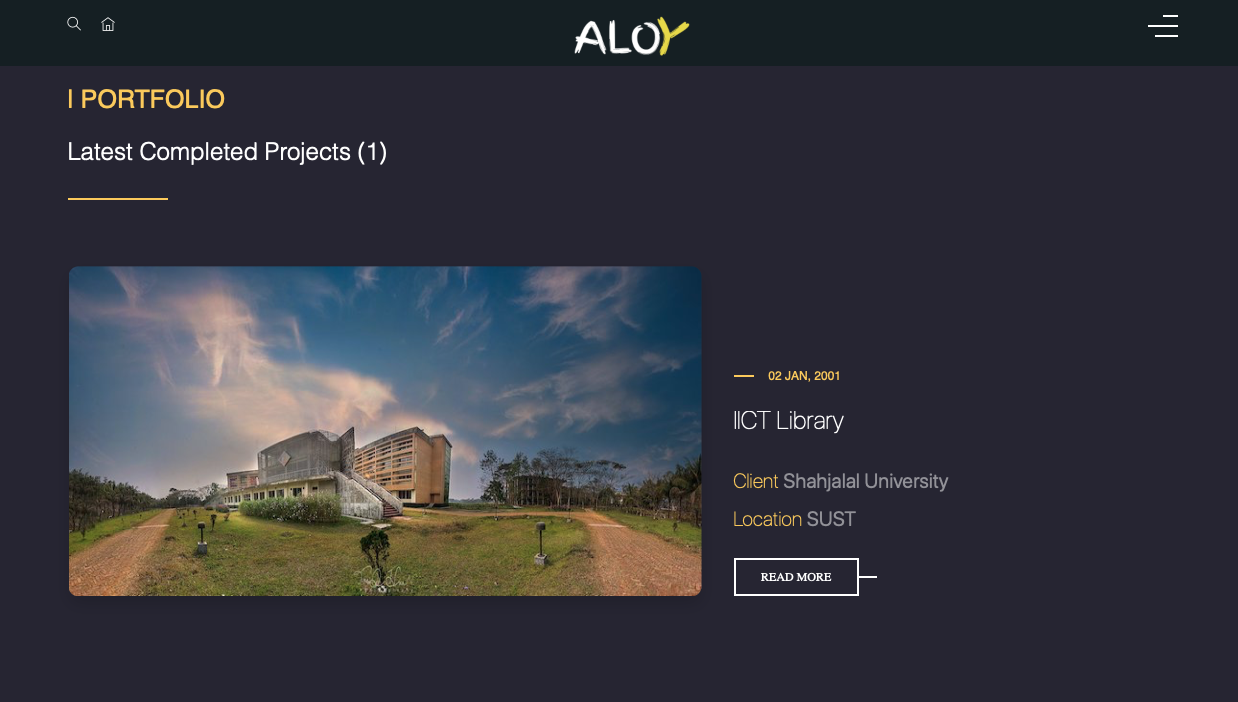 ALOY
| PORTFOLIO
Latest Completed Projects (1)
02 JAN, 2001
IICT Library
Client Shahjalal University
Location SUST
READ MORE